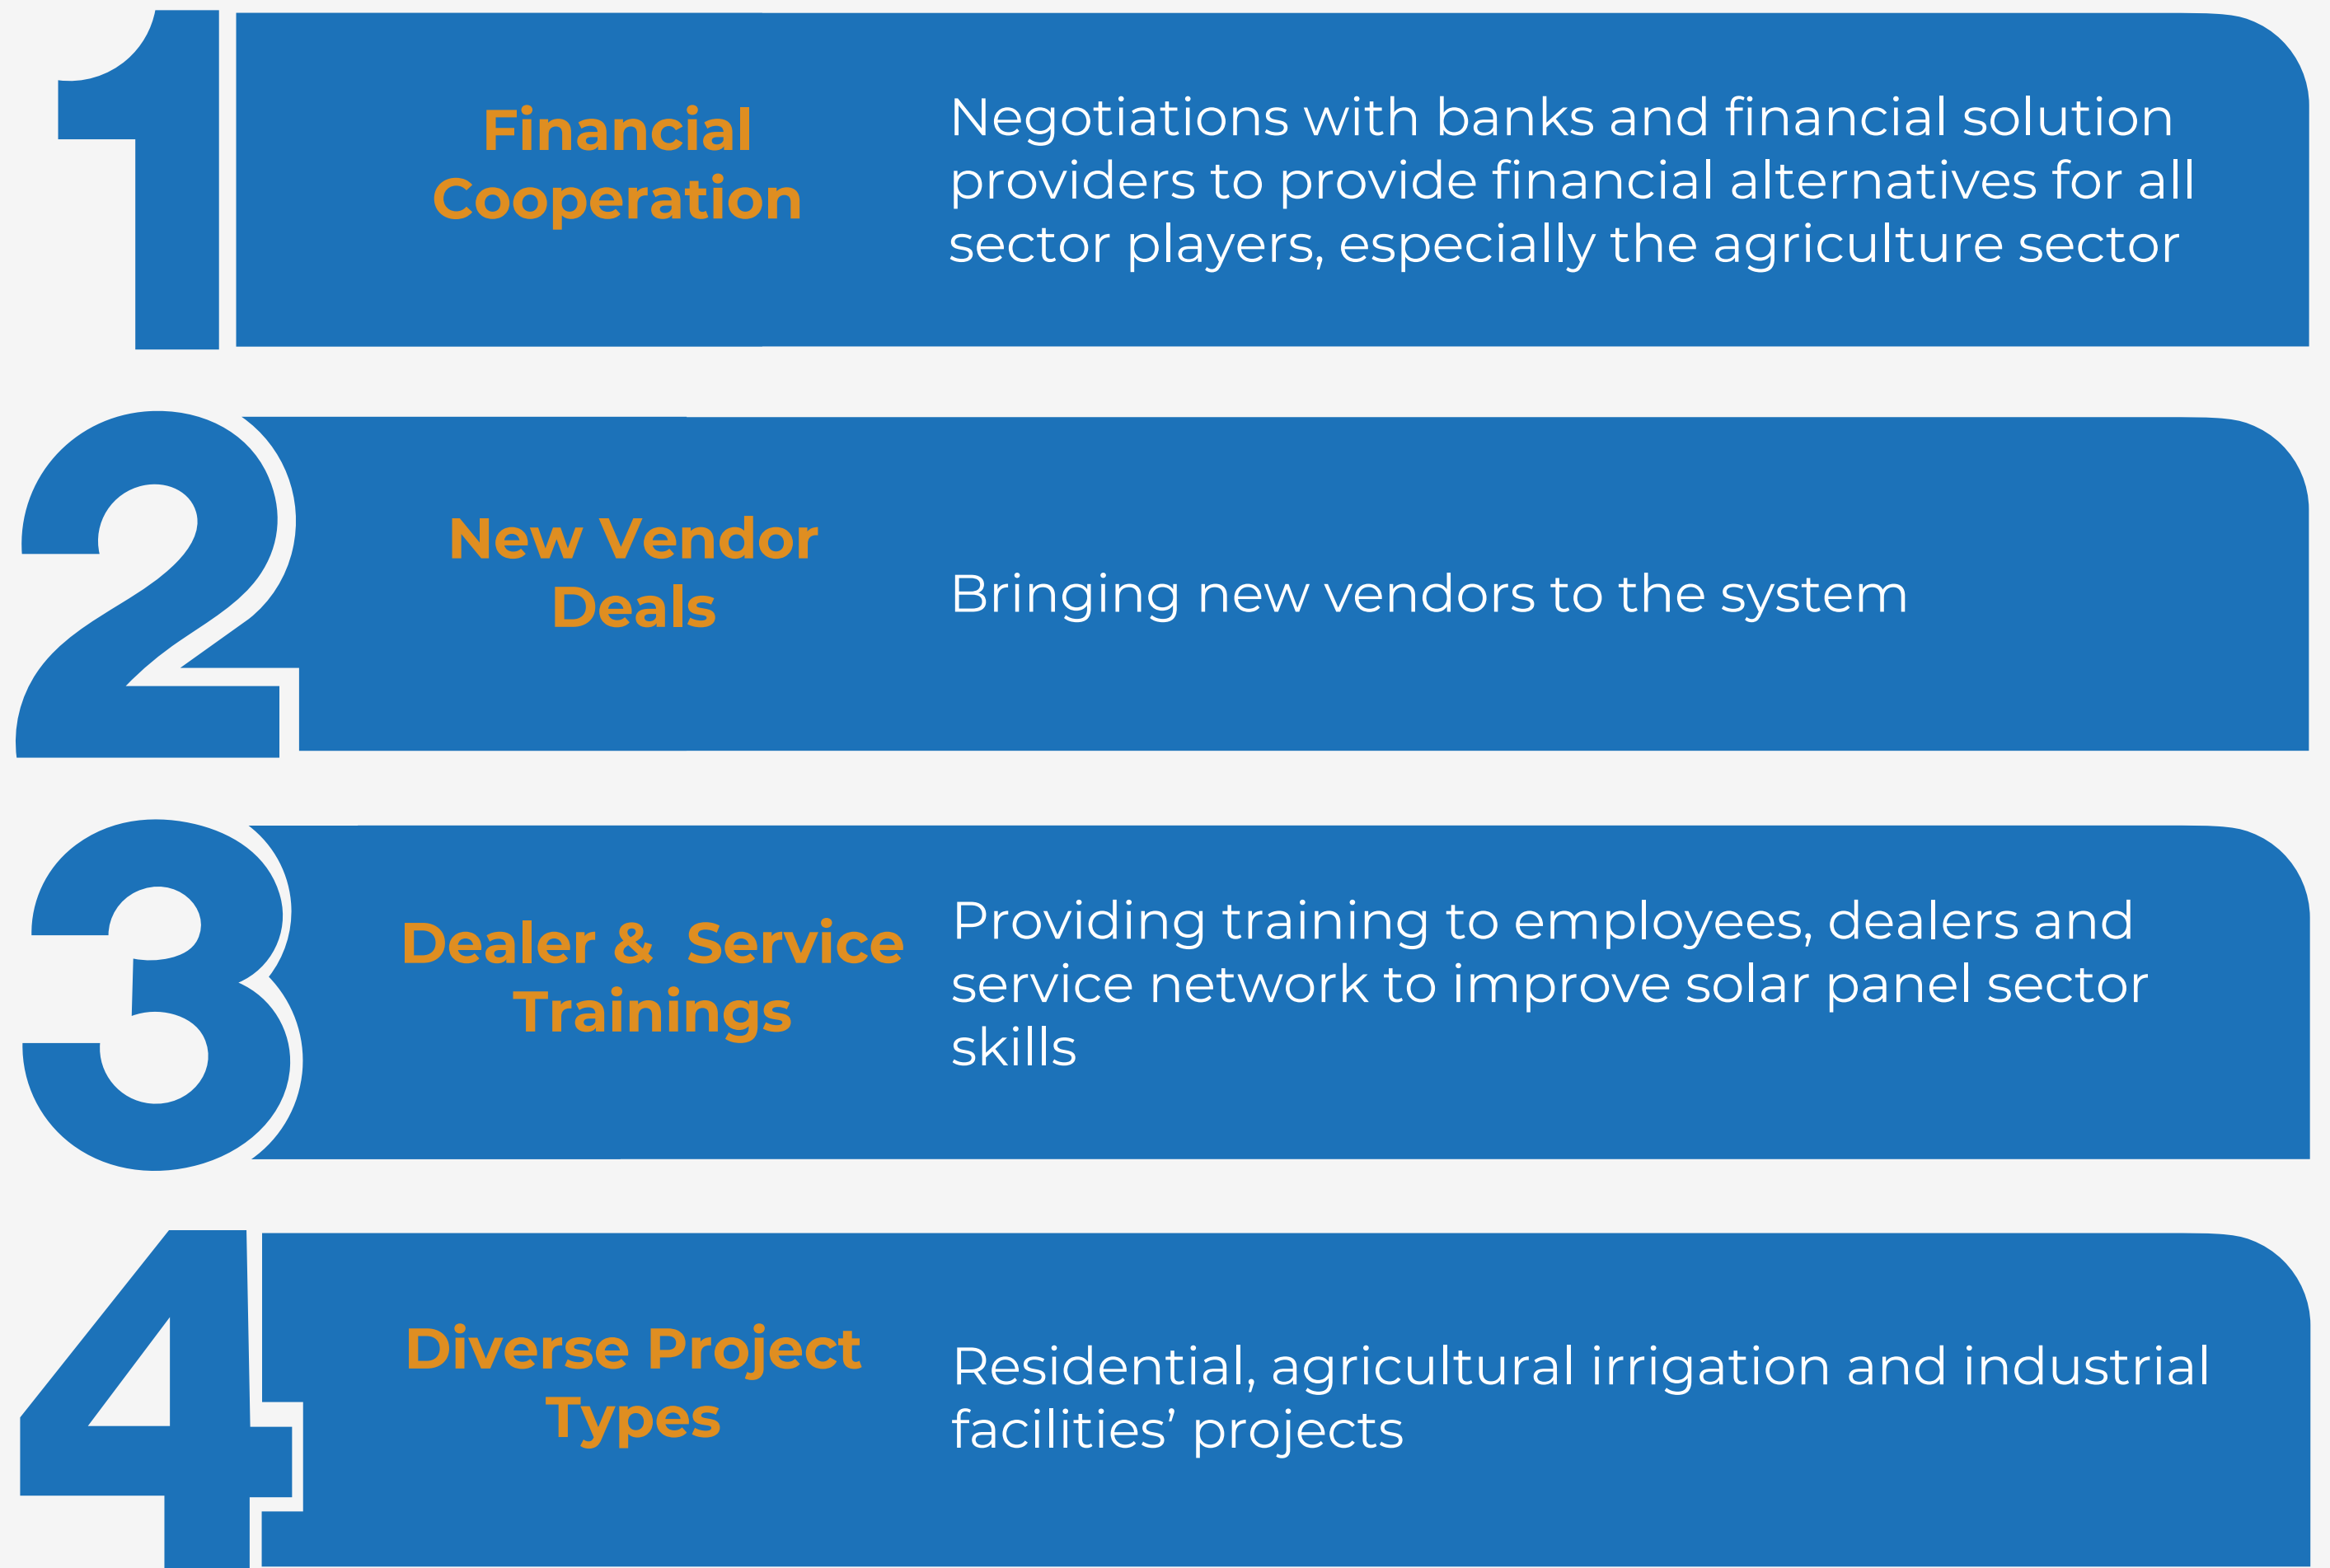 1
Financial
Cooperation
Negotiations with banks and financial solution
providers to provide financial alternatives for all
sector players, especially the agriculture sector
2
New Vendor
Deals
Bringing new vendors to the system
3
Dealer &  Service
Trainings
Providing training to employees, dealers and
service network to improve solar panel sector
skills
4
Diverse Project
Types
Residential, agricultural irrigation and industrial
facilities’ projects